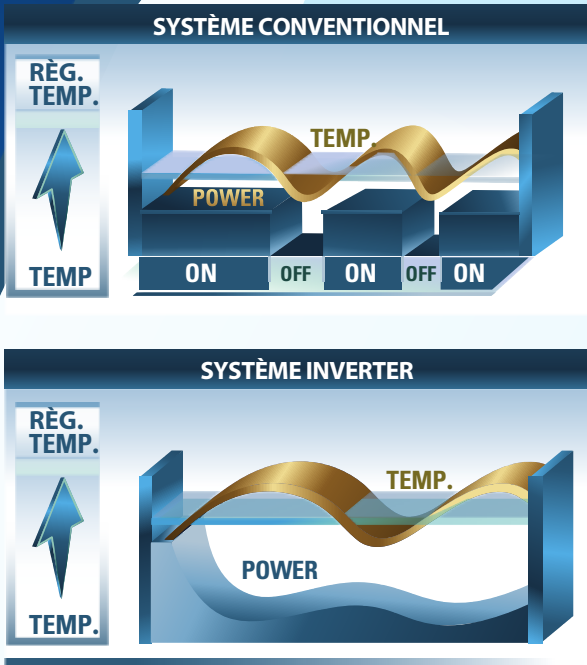 SYSTÈME CONVENTIONNEL
RÈG.
TEMP.
TEMP.
POWER
TEMP
ON OFF ON OFF ON
SYSTÈME INVERTER
RÈG.
TEMP.
TEMP.
POWER
TEMP.